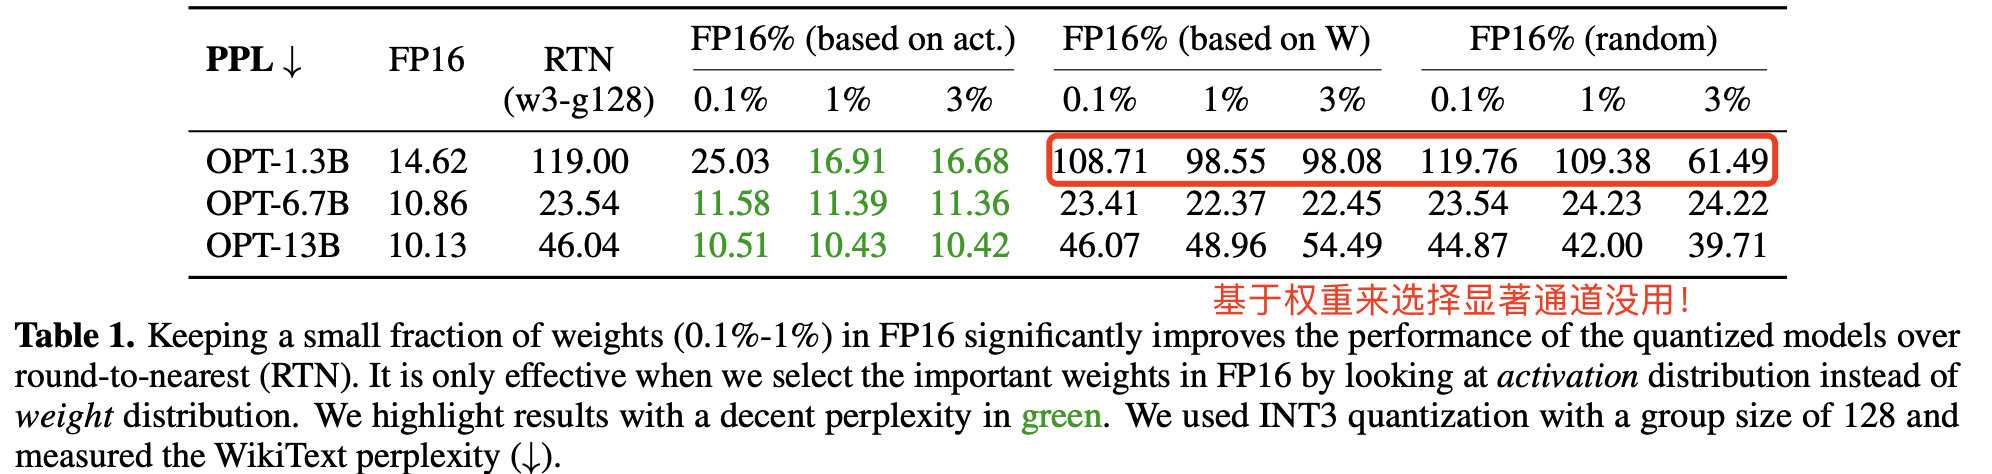 PPL ↓ FP16 RTN (w3-g128) FP16% (based on act.) FP16% (based on W) FP16% (random)
0.1% 1% 3% 0.1% 1% 3% 0.1% 1% 3%
OPT-1.3B 14.62 119.00 25.03 16.91 16.68 108.71 98.55 98.08 119.76 109.38 61.49
OPT-6.7B 10.86 23.54 11.58 11.39 11.36 23.41 22.37 22.45 23.54 24.23 24.22
OPT-13B 10.13 46.04 10.51 10.43 10.42 46.07 48.96 54.49 44.87 42.00 39.71
基于权重来选择显著通道没用！
Table 1. Keeping a small fraction of weights (0.1%-1%) in FP16 significantly improves the performance of the quantized models over
round-to-nearest (RTN). It is only effective when we select the important weights in FP16 by looking at activation distribution instead of
weight distribution. We highlight results with a decent perplexity in green. We used INT3 quantization with a group size of 128 and
measured the WikiText perplexity (↓).